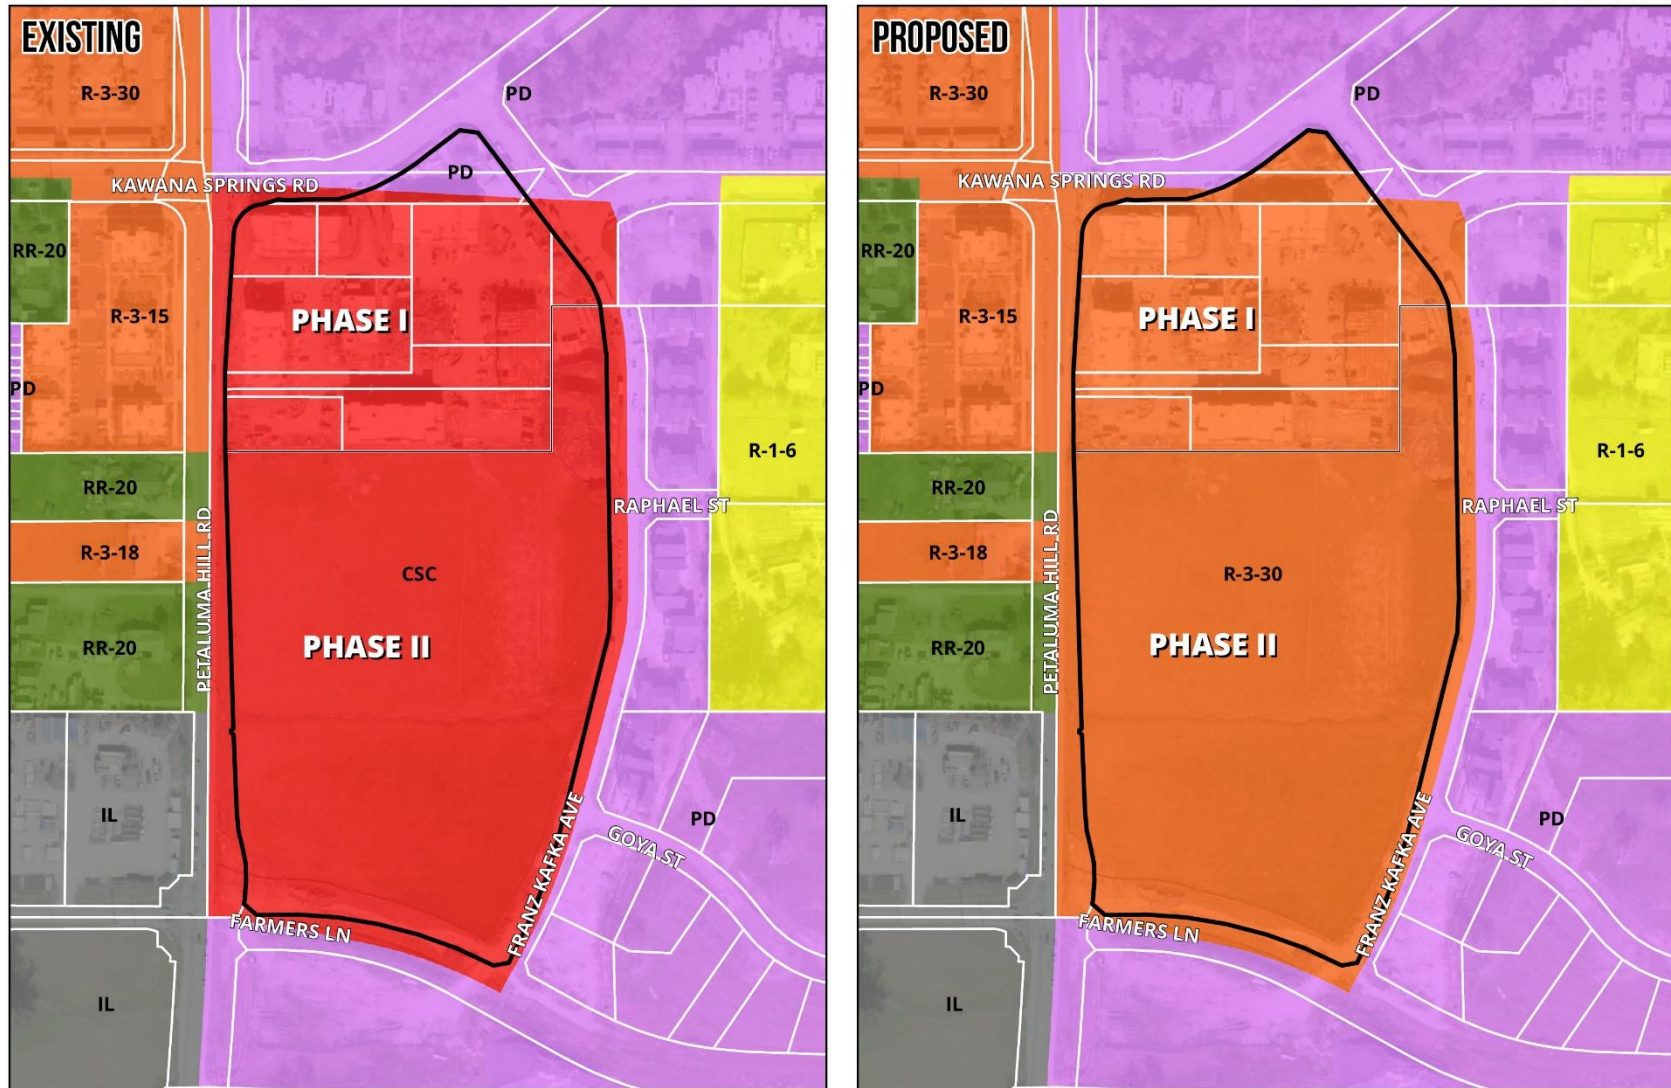 EXISTING
R-3-30
PD
PD
KAWANA SPRINGS RD
RR-20
R-3-15
PHASE I
PD
R-1-6
RR-20
RAPHAEL ST
R-3-18
PETALUMA HILL RD
CSC
RR-20
PHASE II
IL
PD
GOYA ST
FRANZ KAFKA AVE
FARMERS LN
IL
PROPOSED
R-3-30
PD
KAWANA SPRINGS RD
RR-20
R-3-15
PHASE I
PD
R-1-6
RR-20
RAPHAEL ST
R-3-18
PETALUMA HILL RD
R-3-30
RR-20
PHASE II
IL
PD
GOYA ST
FRANZ KAFKA AVE
FARMERS LN
IL